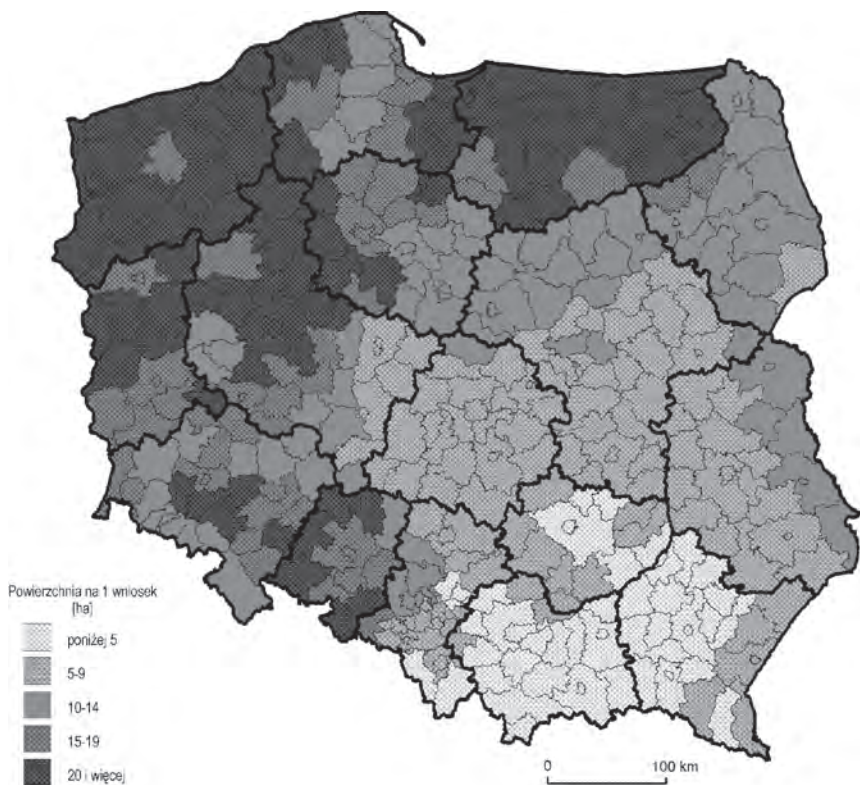 Powierzchnia na 1 wniosek
[ha]
poniżej 5
5-9
10-14
15-19
20 i więcej
0 100 km